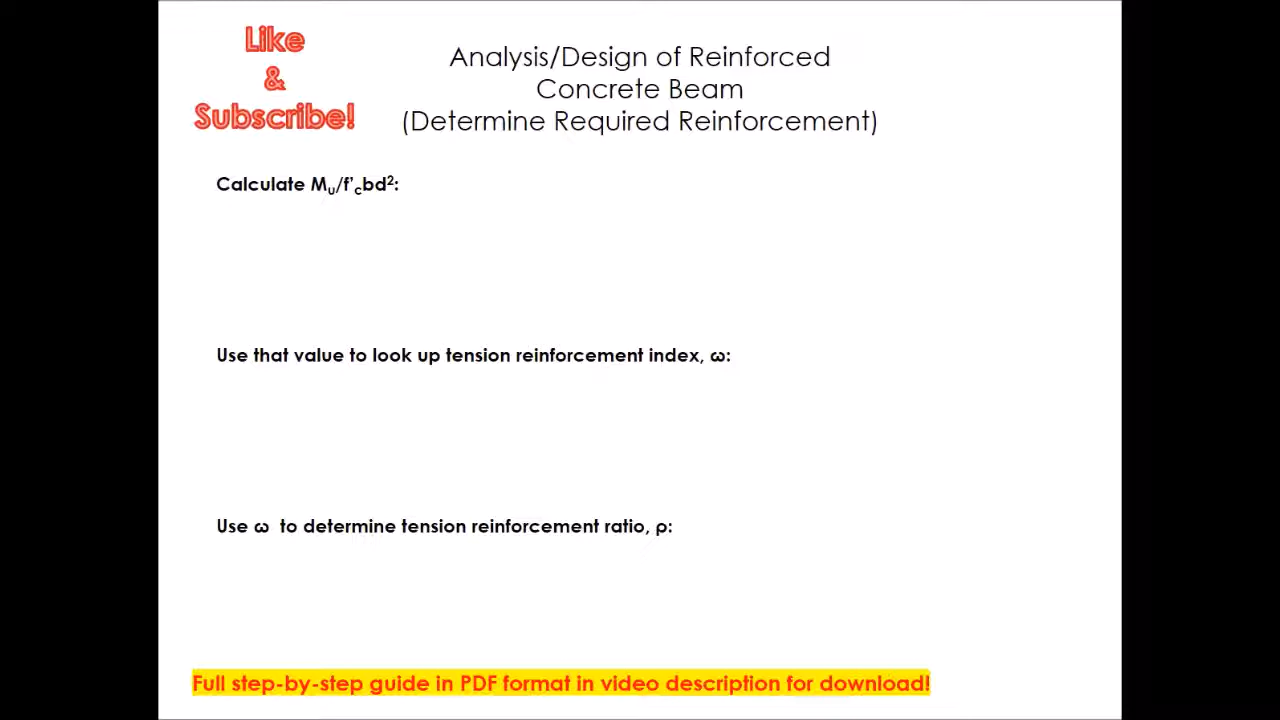 Like
&
Subscribe!
Analysis/Design of Reinforced
Concrete Beam
(Determine Required Reinforcement)
Calculate Mᵤ/f'꜀bd²:
Use that value to look up tension reinforcement index, ω:
Use ω to determine tension reinforcement ratio, ρ:
Full step-by-step guide in PDF format in video description for download!